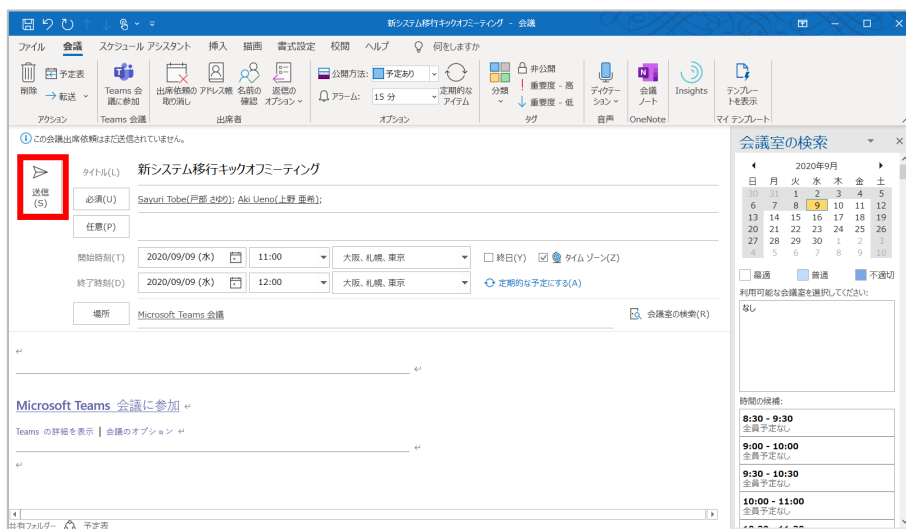 新システム移行キックオフミーティング - 会議
ファイル 会議 スケジュール アシスタント 挿入 描画 書式設定 校閲 ヘルプ 何をしますか
削除
予定表
転送
アクション
Teams 会議に参加
Teams 会議
出席依頼の取り消し
アドレス帳
名前の確認
返信のオプション
出席者
公開方法: 予定あり
アラーム: 15 分
定期的なアイテム
オプション
分類
非公開
重要度 - 高
重要度 - 低
タグ
ディクテーション
音声
会議ノート
OneNote
Insights
テンプレートを表示
マイ テンプレート
この会議出席依頼はまだ送信されていません。
送信
(S)
タイトル(L) 新システム移行キックオフミーティング
必須(U) Sayuri Tobe(戸部 さゆり); Aki Ueno(上野 亜希);
任意(P)
開始時刻(T) 2020/09/09 (水) 11:00 大阪、札幌、東京 終日(Y) タイム ゾーン(Z)
終了時刻(D) 2020/09/09 (水) 12:00 大阪、札幌、東京 定期的な予定にする(A)
場所 Microsoft Teams 会議 会議室の検索(R)
Microsoft Teams 会議に参加
Teams の詳細を表示 | 会議のオプション
共有フォルダー 予定表
会議室の検索
2020年9月
日 月 火 水 木 金 土
30 31 1 2 3 4 5
6 7 8 9 10 11 12
13 14 15 16 17 18 19
20 21 22 23 24 25 26
27 28 29 30 1 2 3
4 5 6 7 8 9 10
最適 普通 不適切
利用可能な会議室を選択してください:
なし
時間の候補:
8:30 - 9:30
全員予定なし
9:00 - 10:00
全員予定なし
9:30 - 10:30
全員予定なし
10:00 - 11:00
全員予定なし
10:30 - 11:30